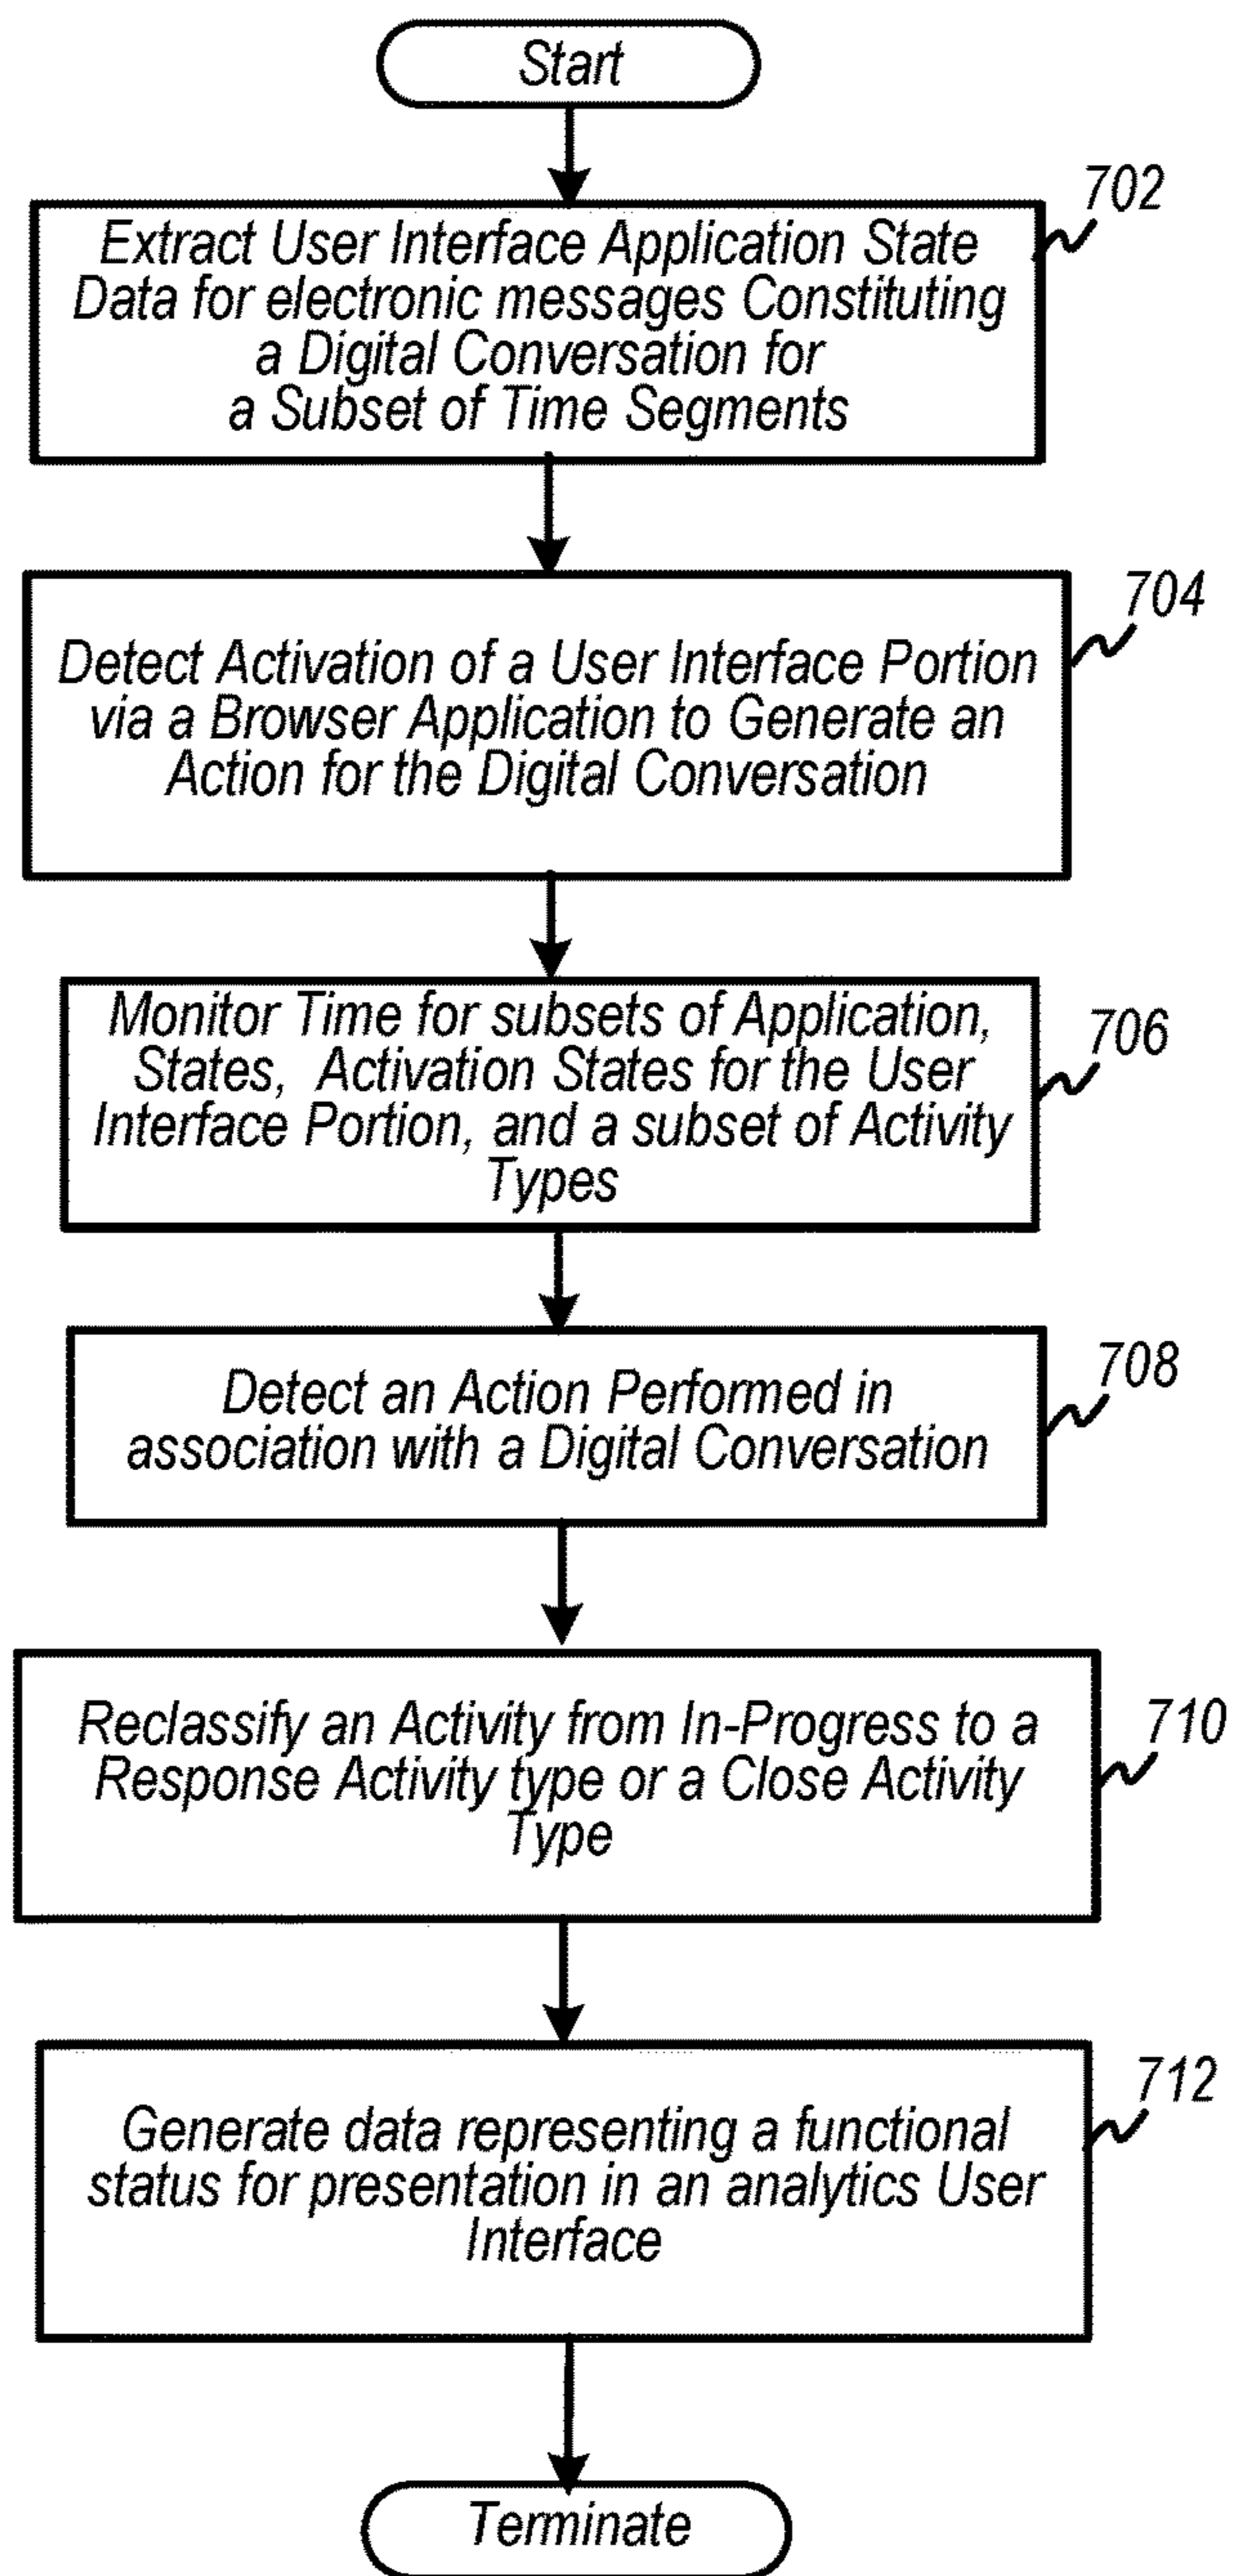 Start
702
Extract User Interface Application State
Data for electronic messages Constituting
a Digital Conversation for
a Subset of Time Segments
704
Detect Activation of a User Interface Portion
via a Browser Application to Generate an
Action for the Digital Conversation
706
Monitor Time for subsets of Application,
States, Activation States for the User
Interface Portion, and a subset of Activity
Types
708
Detect an Action Performed in
association with a Digital Conversation
710
Reclassify an Activity from In-Progress to a
Response Activity type or a Close Activity
Type
712
Generate data representing a functional
status for presentation in an analytics User
Interface
Terminate